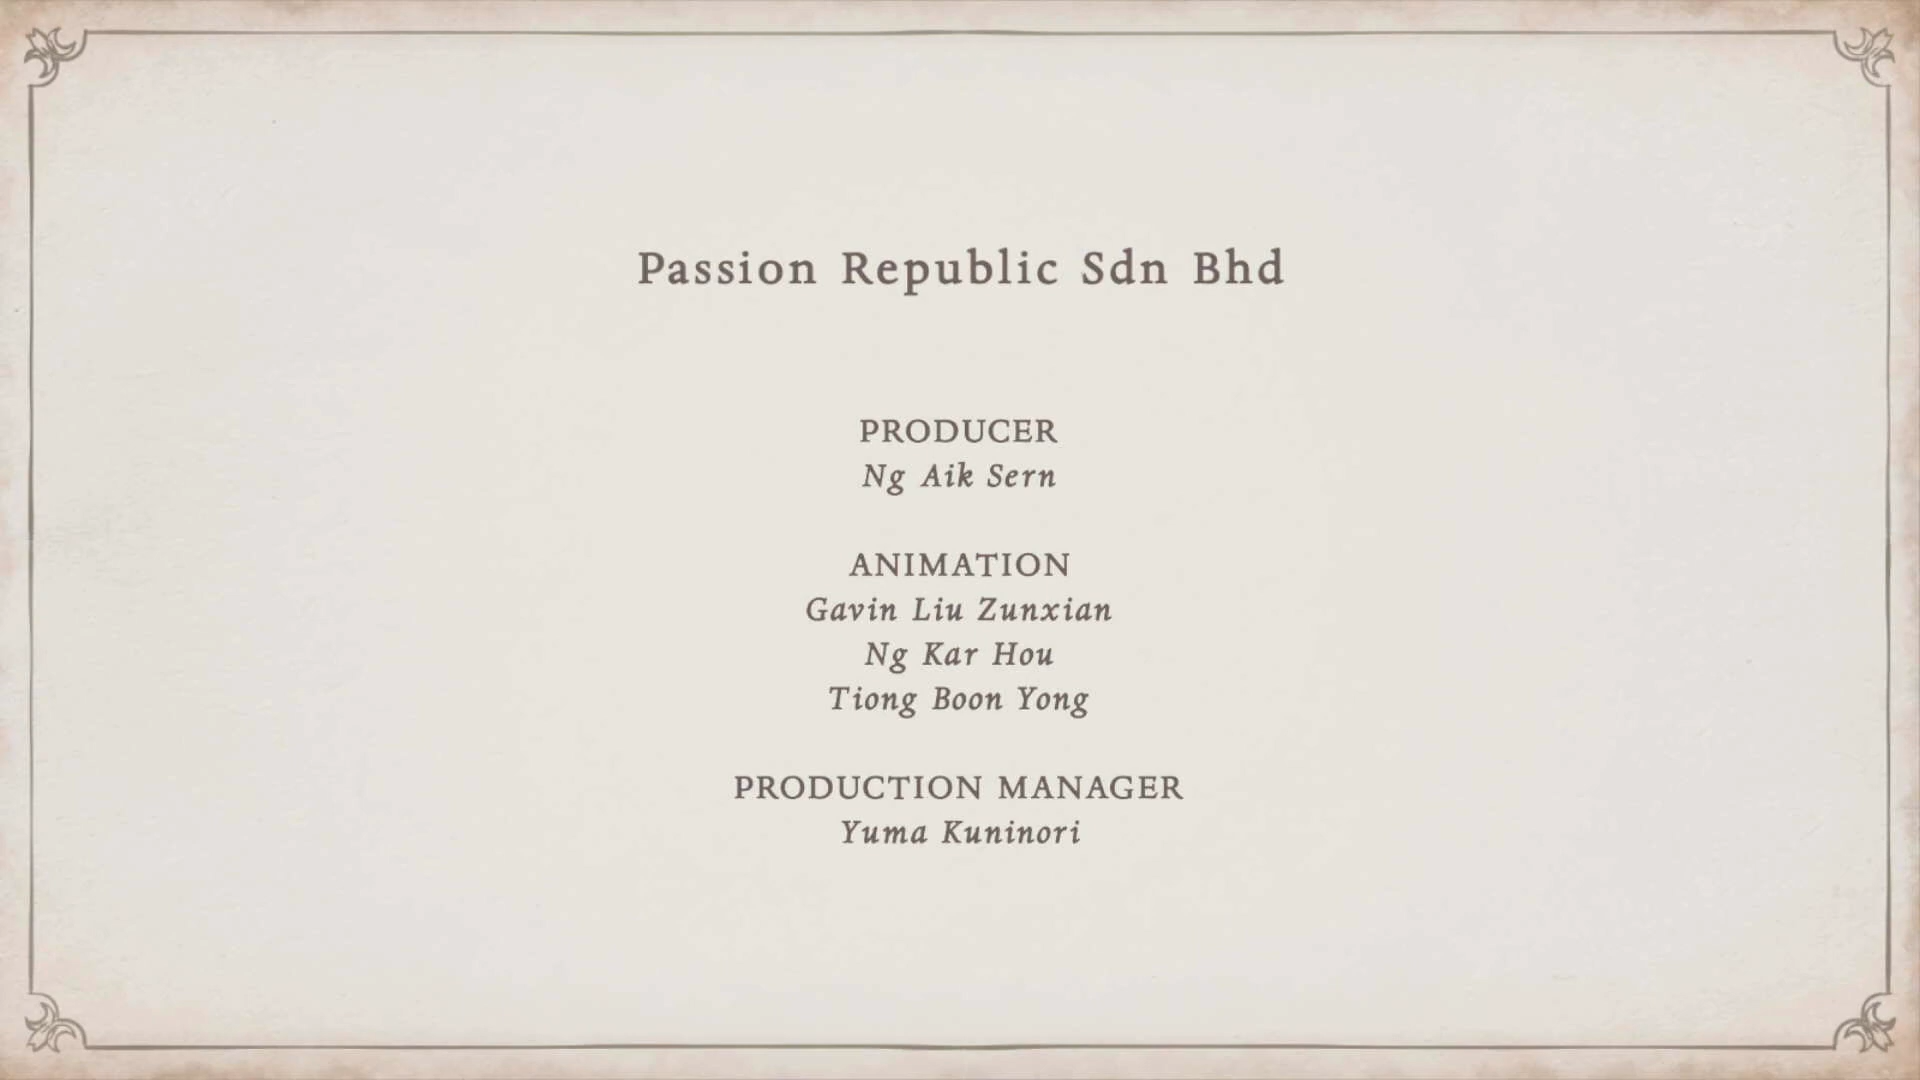 Passion Republic Sdn Bhd
PRODUCER
Ng Aik Sern
ANIMATION
Gavin Liu Zunxian
Ng Kar Hou
Tiong Boon Yong
PRODUCTION MANAGER
Yuma Kuninori